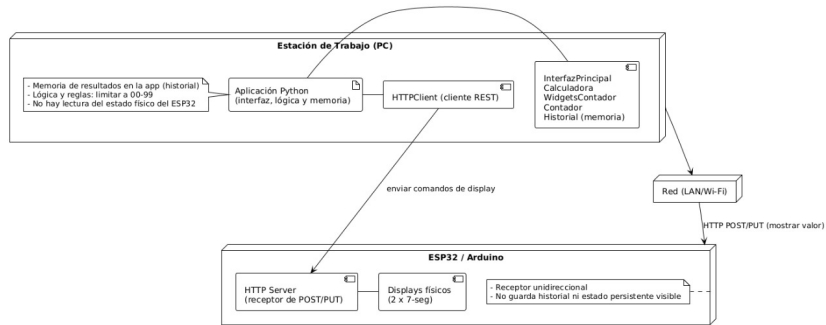 Estación de Trabajo (PC)
- Memoria de resultados en la app (historial)
- Lógica y reglas: limitar a 00-99
- No hay lectura del estado físico del ESP32
Aplicación Python
(interfaz, lógica y memoria)
HTTPClient (cliente REST)
InterfazPrincipal
Calculadora
WidgetsContador
Contador
Historial (memoria)
enviar comandos de display
Red (LAN/Wi-Fi)
HTTP POST/PUT (mostrar valor)
ESP32 / Arduino
HTTP Server
(receptor de POST/PUT)
Displays físicos
(2 x 7-seg)
- Receptor unidireccional
- No guarda historial ni estado persistente visible